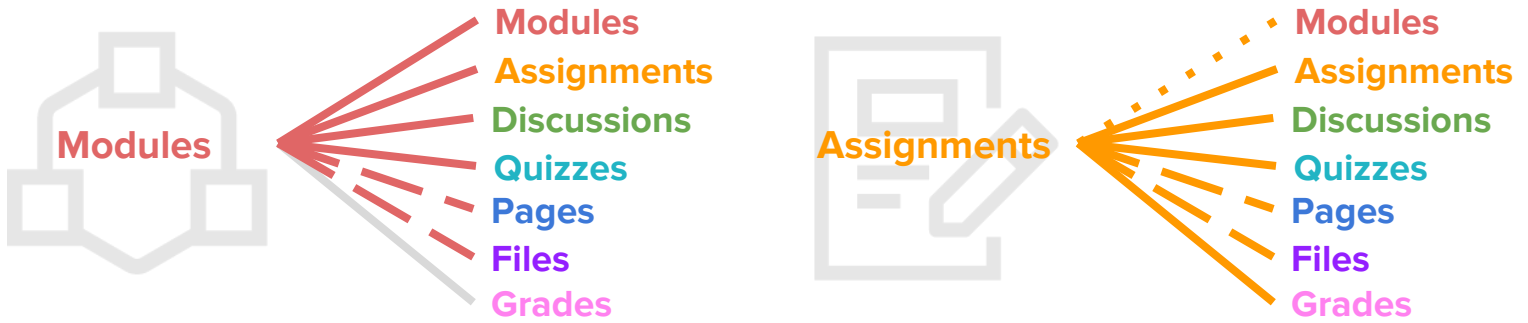 Modules
Modules
Assignments
Discussions
Quizzes
Pages
Files
Grades
Assignments
Modules
Assignments
Discussions
Quizzes
Pages
Files
Grades